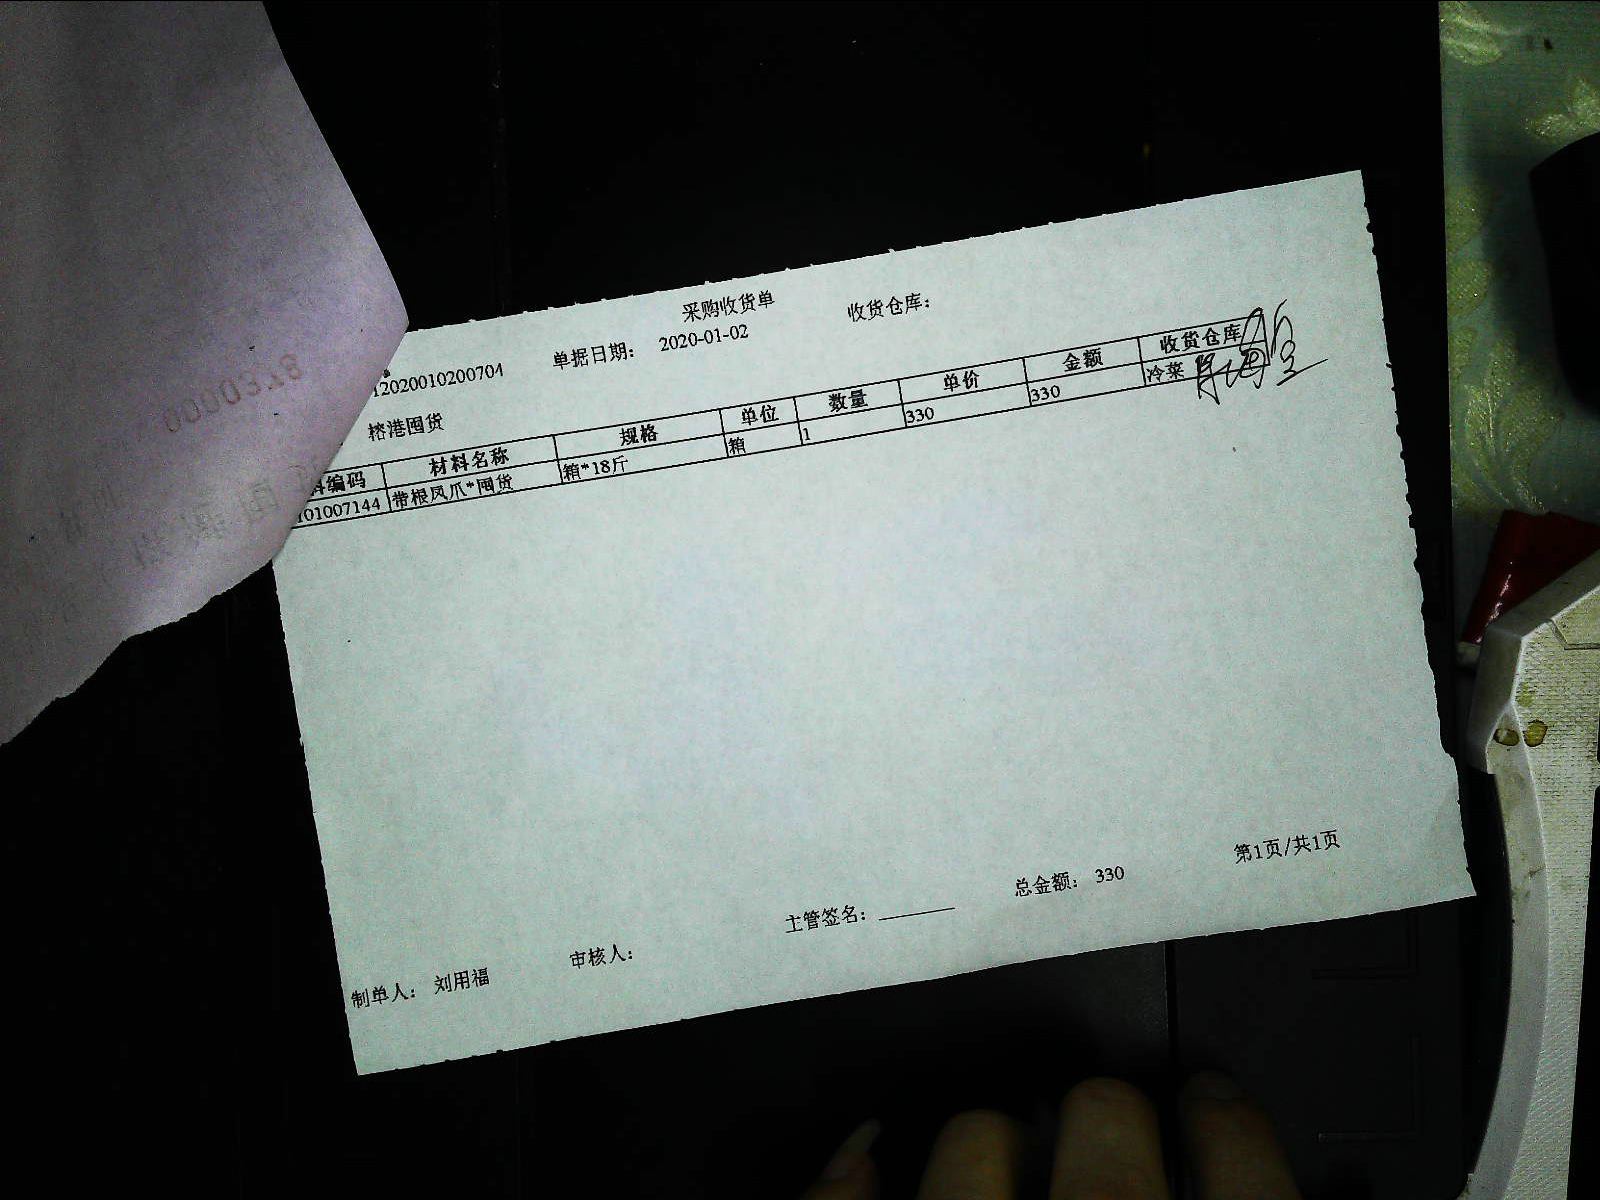 采购收货单
12020010200704 单据日期： 2020-01-02 收货仓库：
榕港囤货
料编码 材料名称 规格 单位 数量 单价 金额 收货仓库
101007144 带根凤爪*囤货 箱*18斤 箱 1 330 330 冷菜
制单人： 刘用福 审核人： 主管签名： 总金额： 330 第1页/共1页
0000378